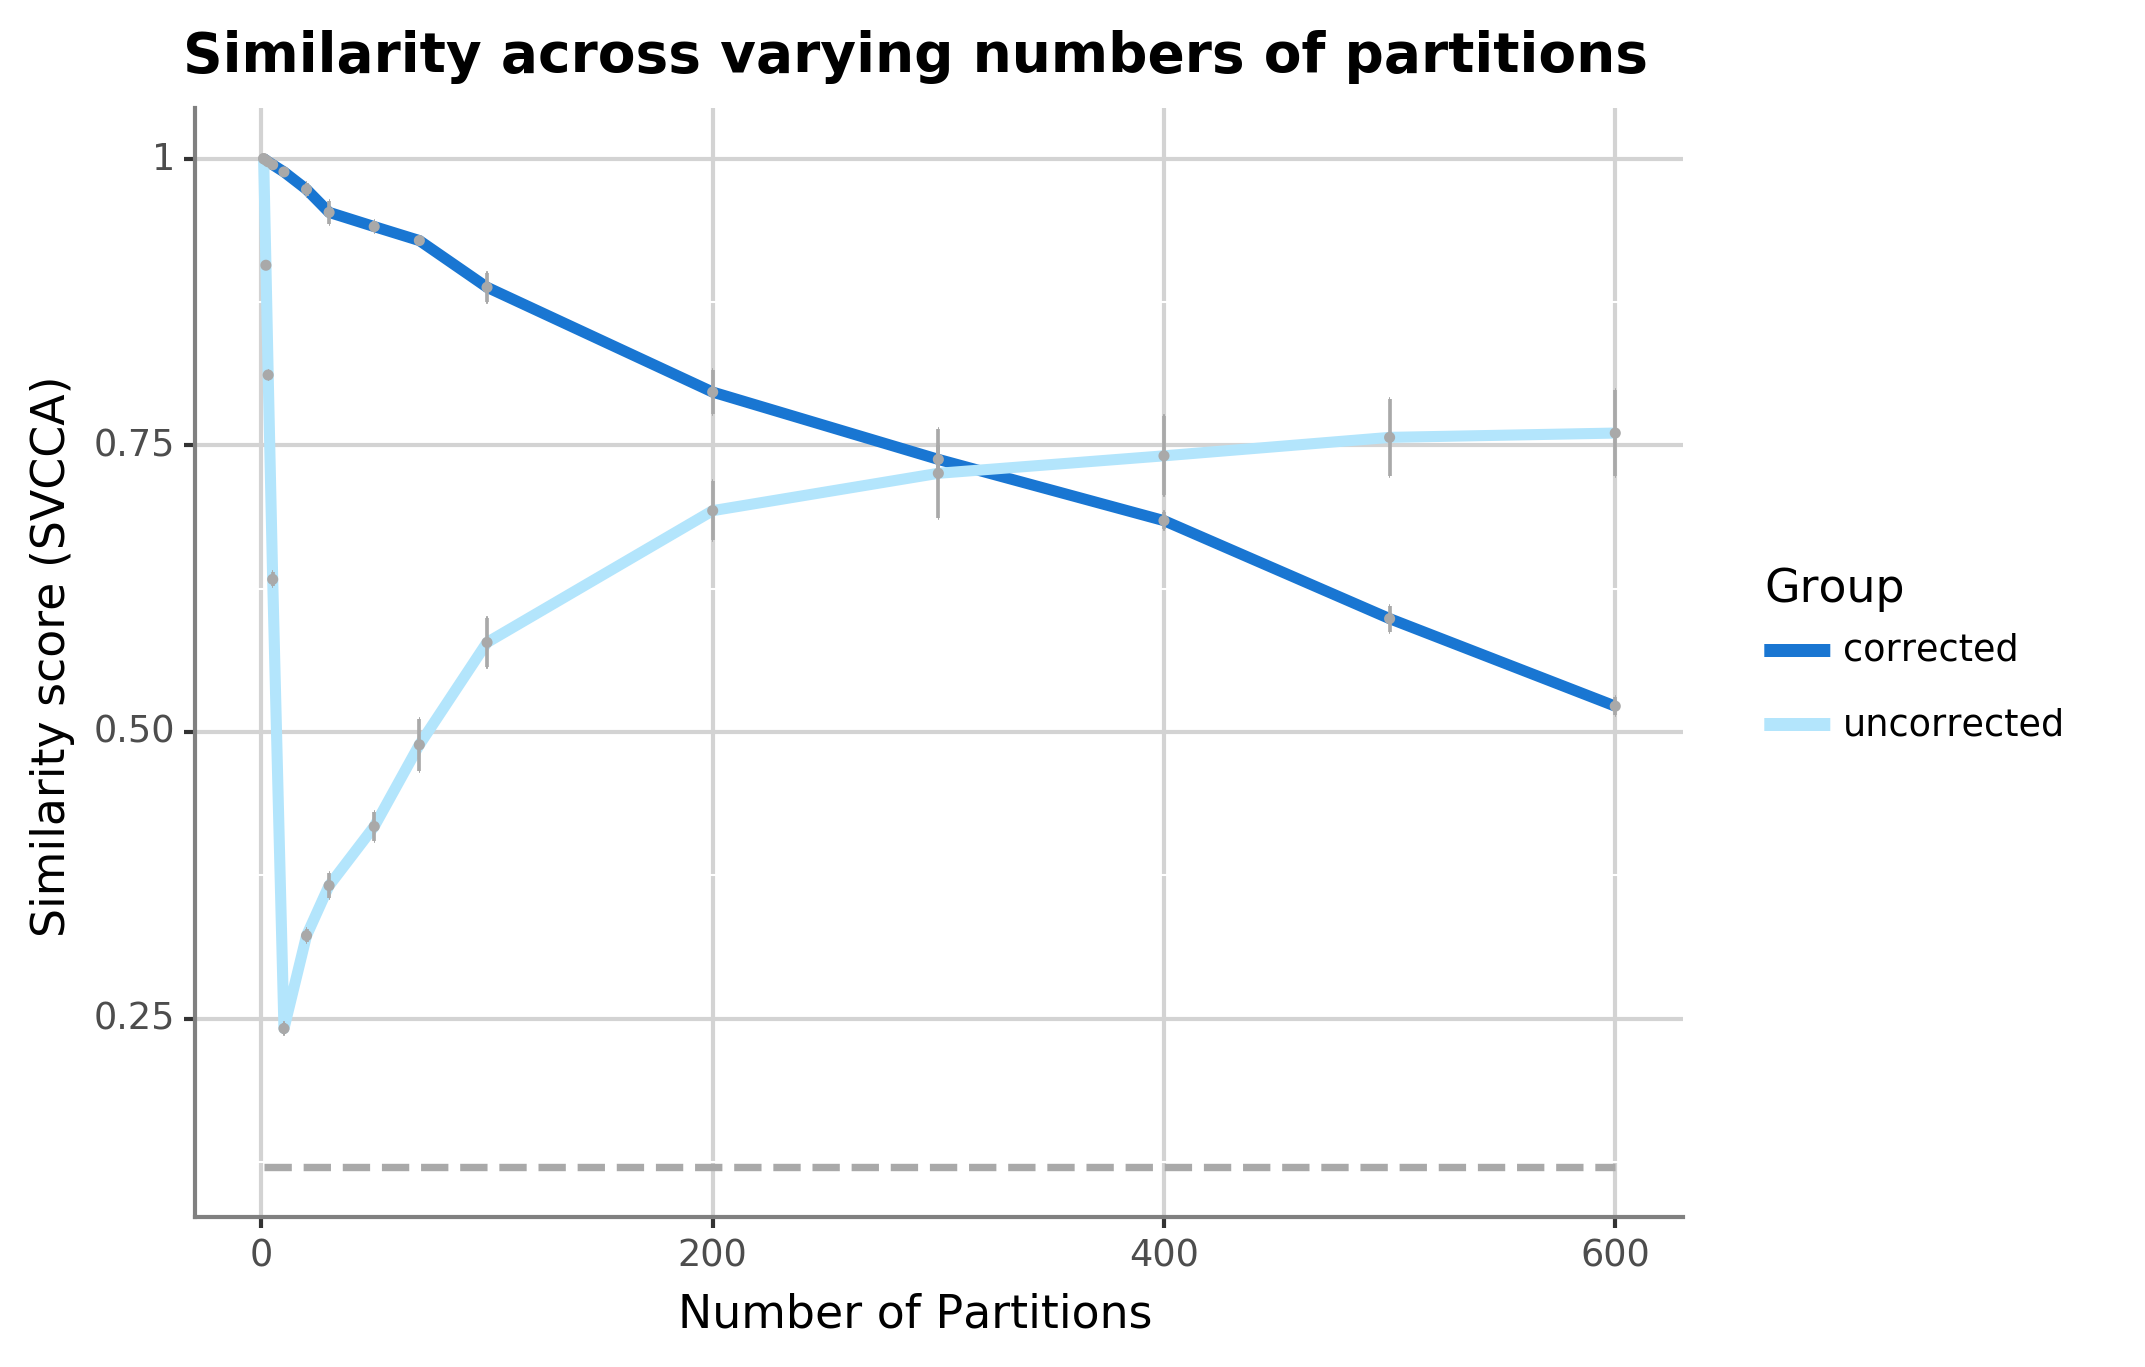 Similarity across varying numbers of partitions
1
0.75
0.50
0.25
Similarity score (SVCCA)
0
200
400
600
Number of Partitions
Group
corrected
uncorrected